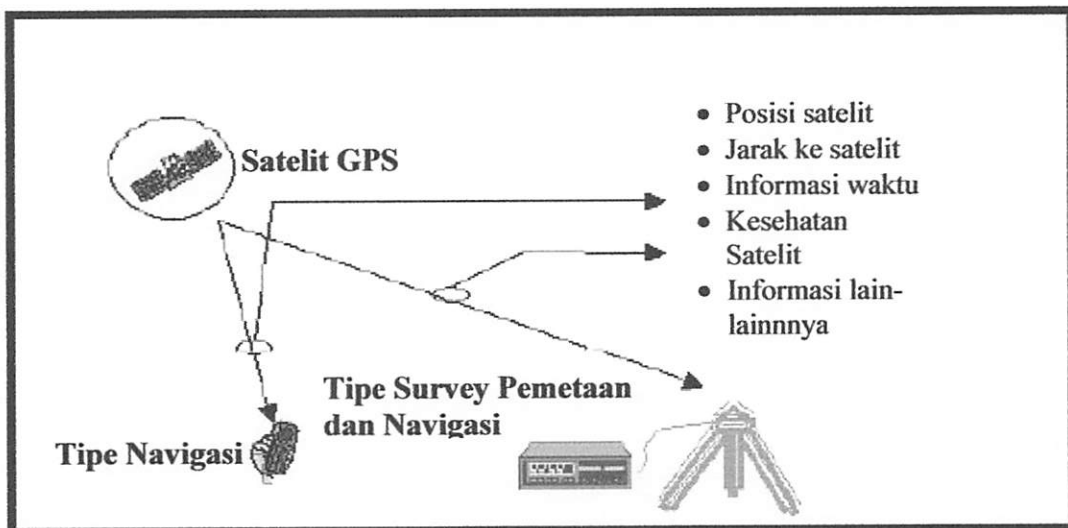 Satelit GPS
• Posisi satelit
• Jarak ke satelit
• Informasi waktu
• Kesehatan
Satelit
• Informasi lain-
lainnnya
Tipe Survey Pemetaan
dan Navigasi
Tipe Navigasi